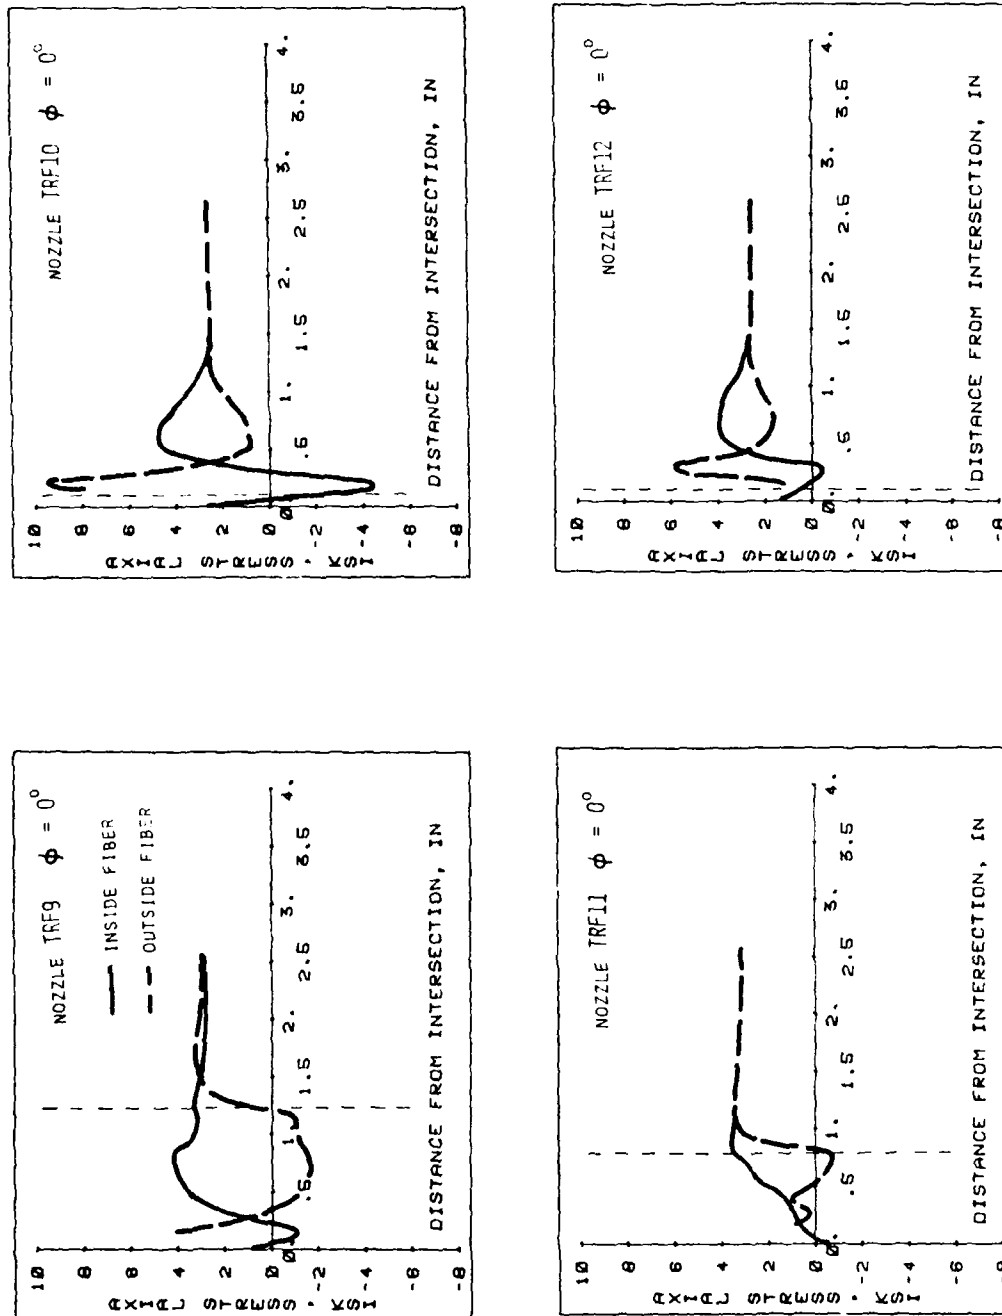 NOZZLE TRF9 ϕ = 0°
INSIDE FIBER
OUTSIDE FIBER
AXIAL STRESS, KSI
10
8
6
4
2
0
-2
-4
-6
-8
0 .5 1. 1.5 2. 2.5 3. 3.5 4.
DISTANCE FROM INTERSECTION, IN
NOZZLE TRF10 ϕ = 0°
AXIAL STRESS, KSI
10
8
6
4
2
0
-2
-4
-6
-8
0 .5 1. 1.5 2. 2.5 3. 3.5 4.
DISTANCE FROM INTERSECTION, IN
NOZZLE TRF11 ϕ = 0°
AXIAL STRESS, KSI
10
8
6
4
2
0
-2
-4
-6
-8
0 .5 1. 1.5 2. 2.5 3. 3.5 4.
DISTANCE FROM INTERSECTION, IN
NOZZLE TRF12 ϕ = 0°
AXIAL STRESS, KSI
10
8
6
4
2
0
-2
-4
-6
-8
0 .5 1. 1.5 2. 2.5 3. 3.5 4.
DISTANCE FROM INTERSECTION, IN